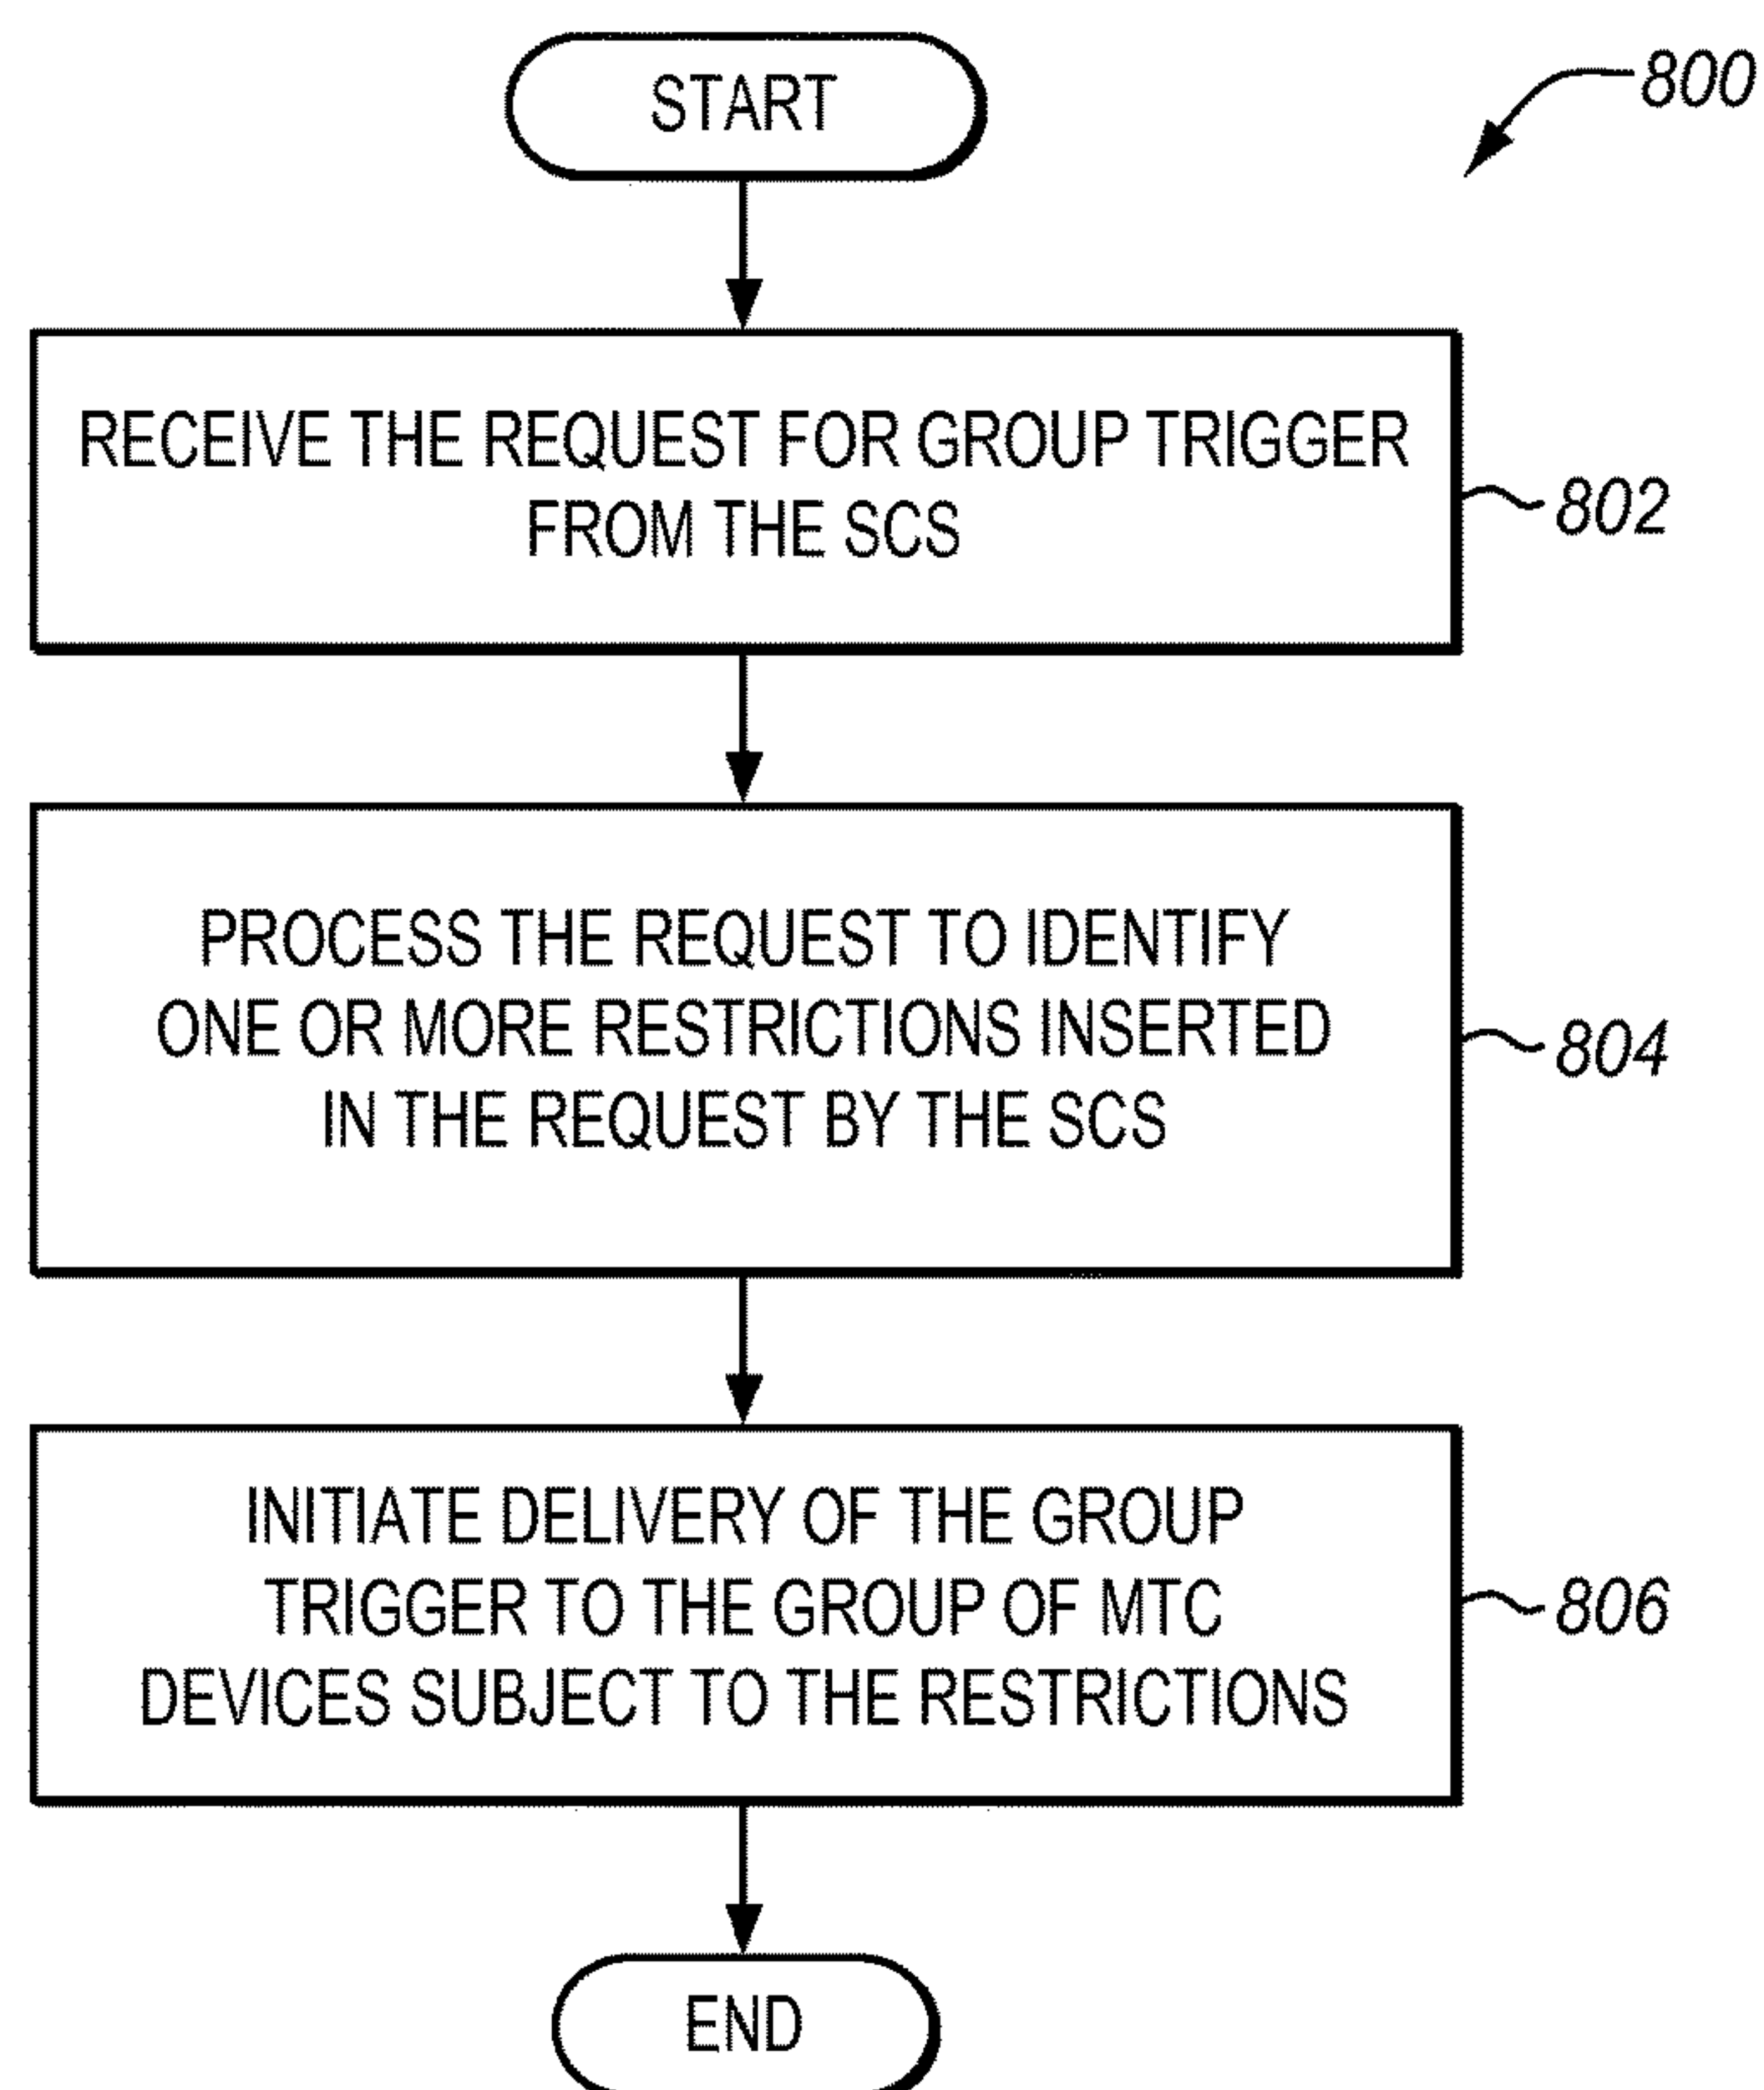 START
800
RECEIVE THE REQUEST FOR GROUP TRIGGER
FROM THE SCS
802
PROCESS THE REQUEST TO IDENTIFY
ONE OR MORE RESTRICTIONS INSERTED
IN THE REQUEST BY THE SCS
804
INITIATE DELIVERY OF THE GROUP
TRIGGER TO THE GROUP OF MTC
DEVICES SUBJECT TO THE RESTRICTIONS
806
END